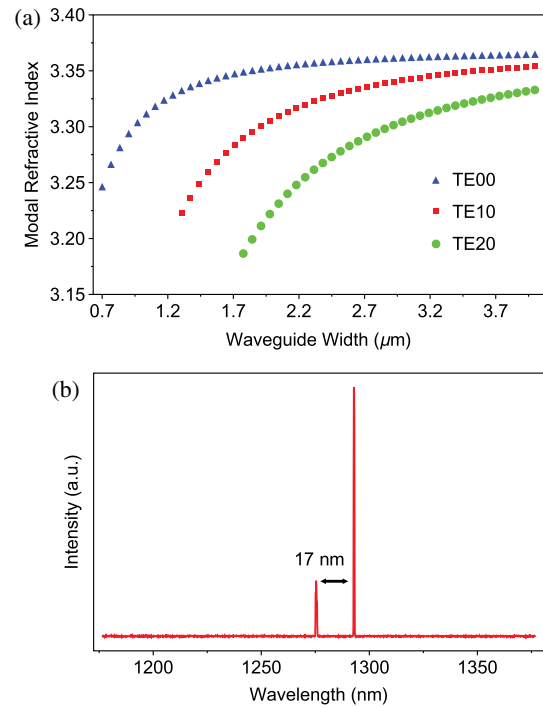 (a)
3.40
3.35
3.30
3.25
3.20
3.15
Modal Refractive Index
TE00
TE10
TE20
0.7 1.2 1.7 2.2 2.7 3.2 3.7
Waveguide Width (µm)
(b)
Intensity (a.u.)
17 nm
1200 1250 1300 1350
Wavelength (nm)